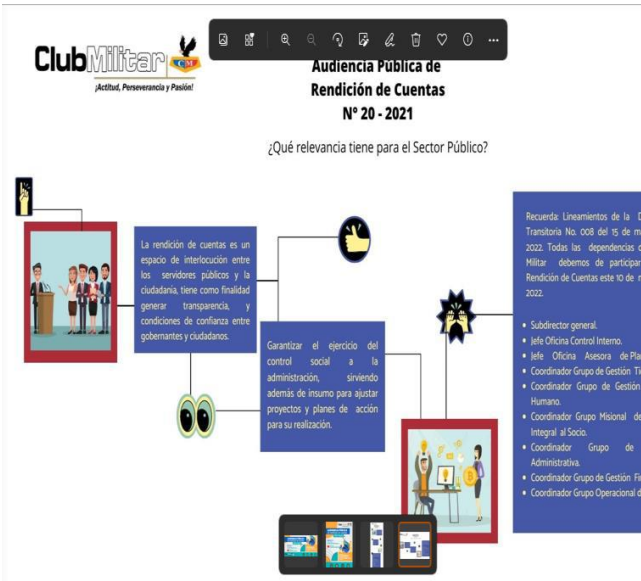 ClubMilitar
CM
¡Actitud, Perseverancia y Pasión!
Audiencia Pública de
Rendición de Cuentas
N° 20 - 2021
¿Qué relevancia tiene para el Sector Público?
La rendición de cuentas es un
espacio de interlocución entre
los servidores públicos y la
ciudadanía, tiene como finalidad
generar transparencia, y
condiciones de confianza entre
gobernantes y ciudadanos.
Garantizar el ejercicio del
control social a la
administración, sirviendo
además de insumo para ajustar
proyectos y planes de acción
para su realización.
Recuerda: Lineamientos de la
Transitoria No. 008 del 15 de
2022. Todas las dependencias
Militar debemos de participar
Rendición de Cuentas este 10 de
2022.
• Subdirector general.
• Jefe Oficina Control Interno.
• Jefe Oficina Asesora de
• Coordinador Grupo de Gestión
• Coordinador Grupo de Gestión
Humano.
• Coordinador Grupo Misional
Integral al Socio.
• Coordinador Grupo de
Administrativa.
• Coordinador Grupo de Gestión
• Coordinador Grupo Operacional